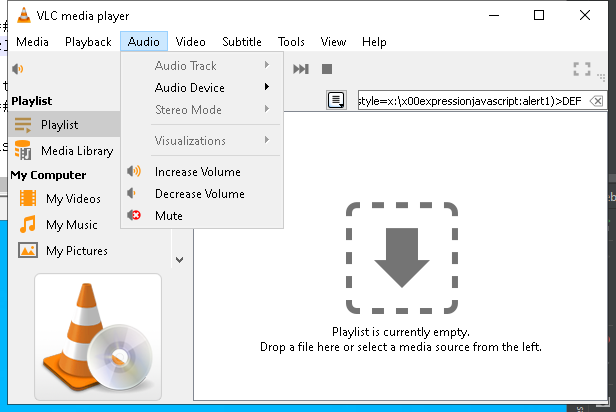 VLC media player
Media Playback Audio Video Subtitle Tools View Help
Audio Track
Audio Device
Stereo Mode
Visualizations
Increase Volume
Decrease Volume
Mute
style=x:\x00expressionjavascript:alert1)>DEF
Playlist
Playlist
Media Library
My Computer
My Videos
My Music
My Pictures
Playlist is currently empty.
Drop a file here or select a media source from the left.